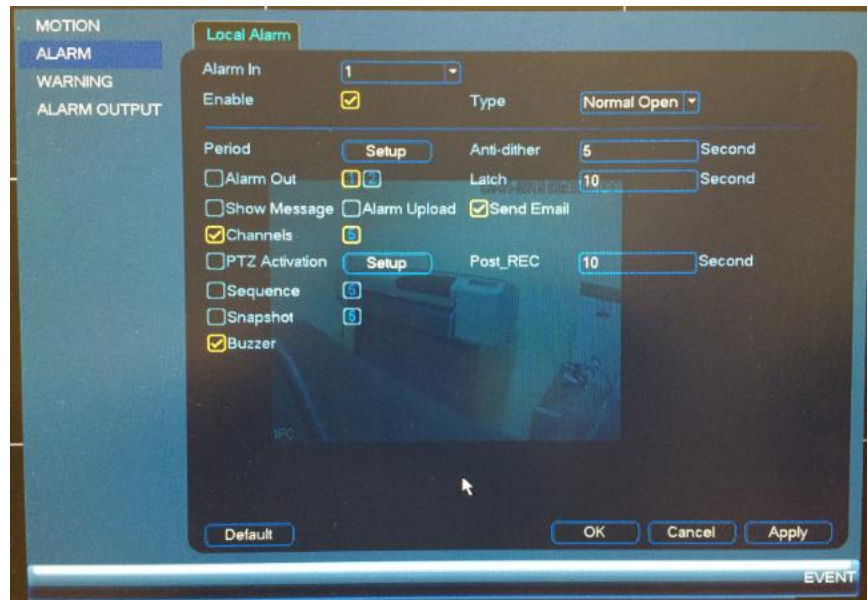 MOTION
ALARM
WARNING
ALARM OUTPUT
Local Alarm
Alarm In 1
Enable Type Normal Open
Period Setup Anti-dither 5 Second
Alarm Out 1 2 Latch 10 Second
Show Message Alarm Upload Send Email
Channels 5
PTZ Activation Setup Post_REC 10 Second
Sequence 5
Snapshot 5
Buzzer
IPC
Default OK Cancel Apply
EVENT